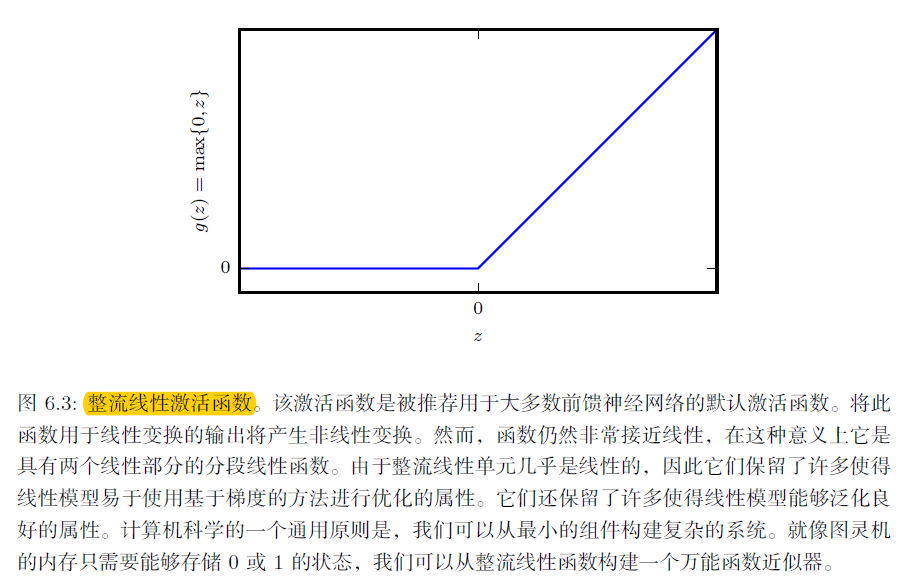 g(z) = max{0, z}
0
0
z
图 6.3: 整流线性激活函数。该激活函数是被推荐用于大多数前馈神经网络的默认激活函数。将此
函数用于线性变换的输出将产生非线性变换。然而，函数仍然非常接近线性，在这种意义上它是
具有两个线性部分的分段线性函数。由于整流线性单元几乎是线性的，因此它们保留了许多使得
线性模型易于使用基于梯度的方法进行优化的属性。它们还保留了许多使得线性模型能够泛化良
好的属性。计算机科学的一个通用原则是，我们可以从最小的组件构建复杂的系统。就像图灵机
的内存只需要能够存储 0 或 1 的状态，我们可以从整流线性函数构建一个万能函数近似器。